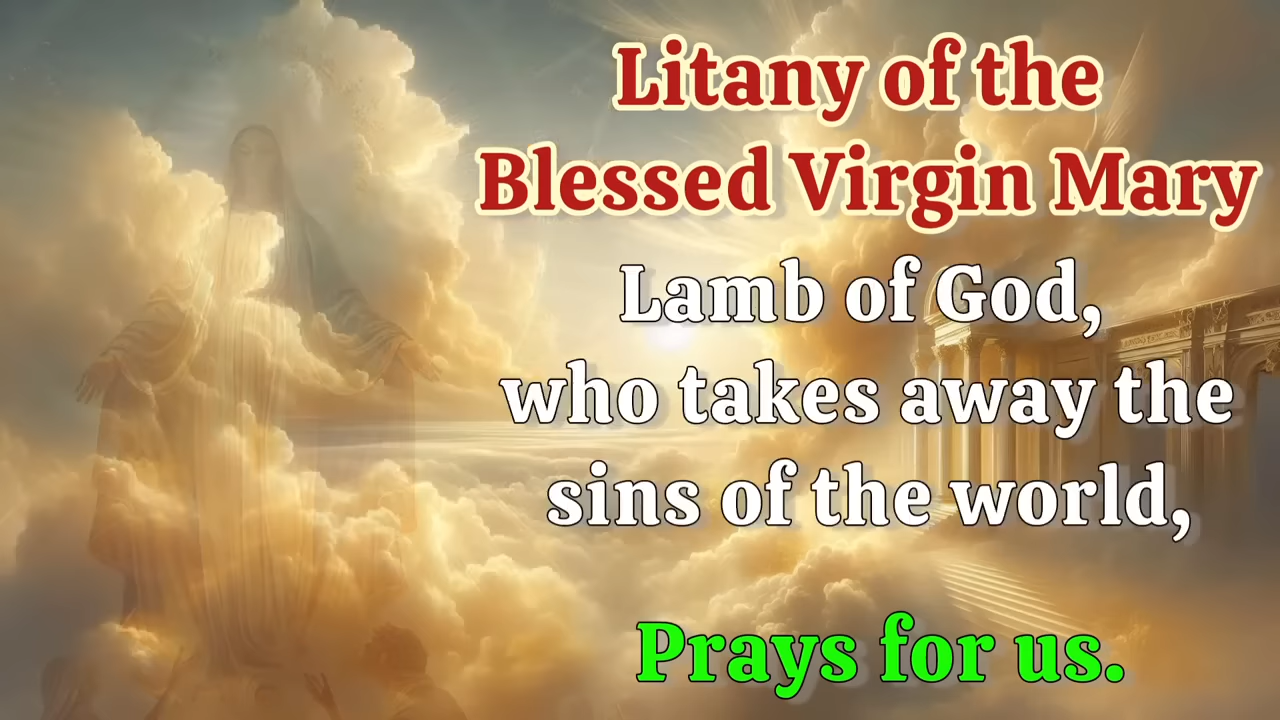 Litany of the
Blessed Virgin Mary
Lamb of God,
who takes away the
sins of the world,
Prays for us.